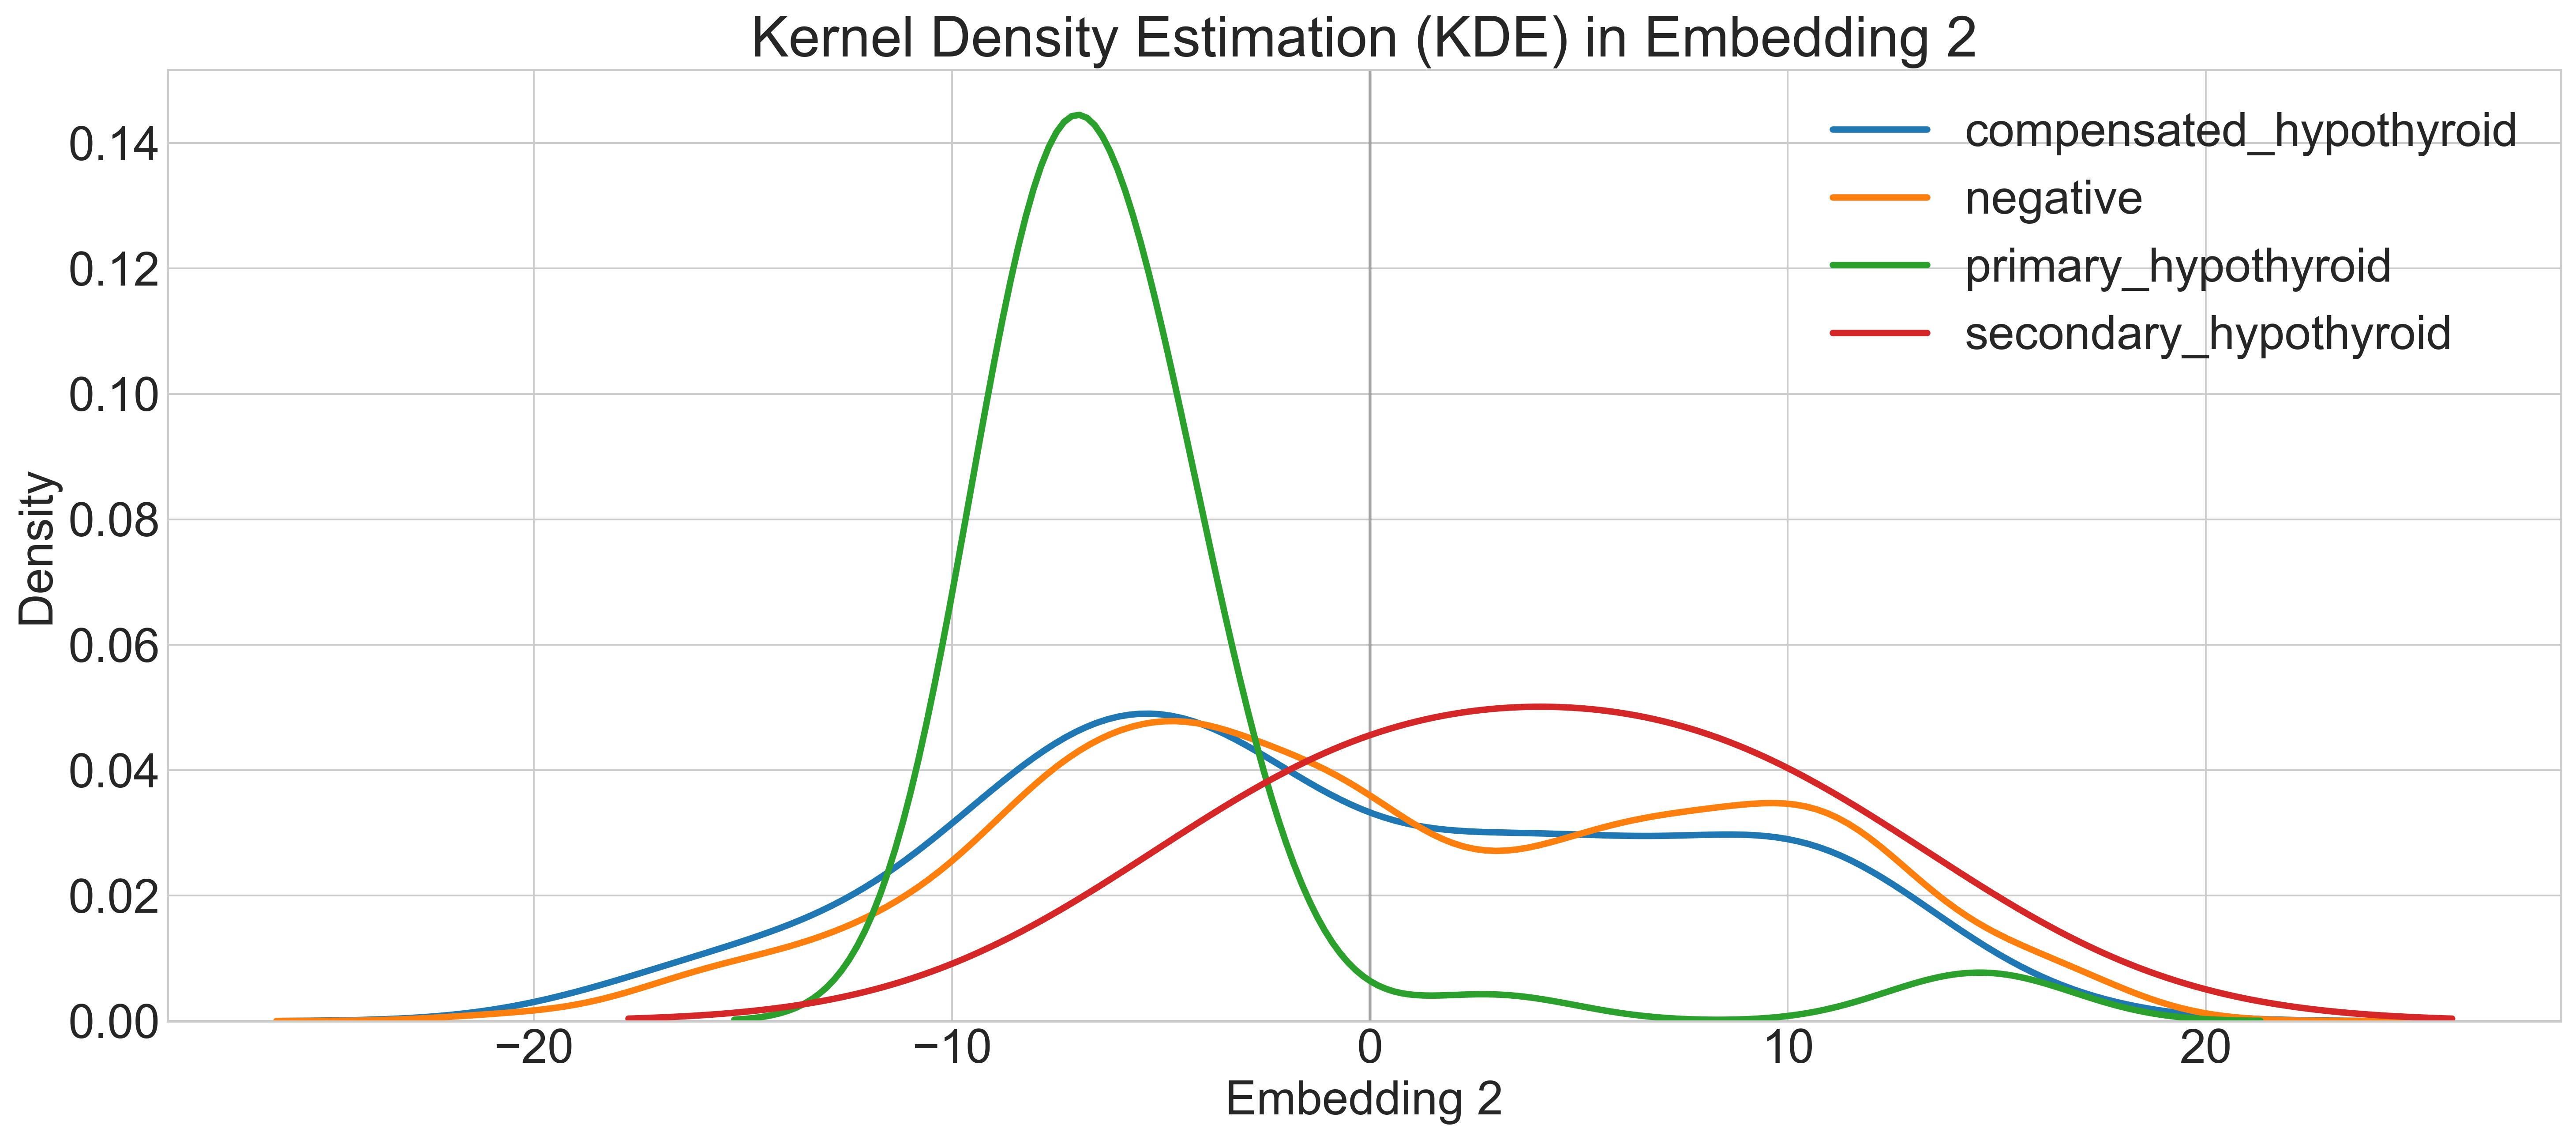 Kernel Density Estimation (KDE) in Embedding 2
compensated_hypothyroid
negative
primary_hypothyroid
secondary_hypothyroid
Density
0.14
0.12
0.10
0.08
0.06
0.04
0.02
0.00
−20
−10
0
10
20
Embedding 2